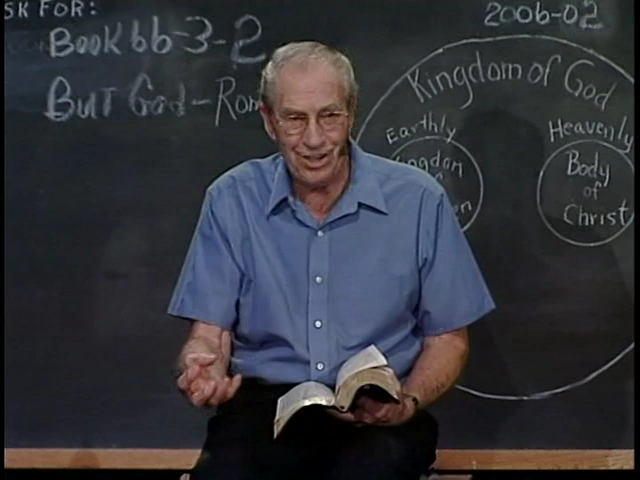 SK FOR:
2006-02
Book 66-3-2
But God-Rom
Kingdom of God
Earthly
Heavenly
Body
of
Christ